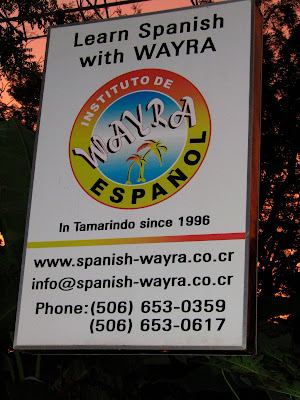 Learn Spanish
with WAYRA
INSTITUTO DE
WAYRA
ESPANOL
In Tamarindo since 1996
www.spanish-wayra.co.cr
info@spanish-wayra.co.cr
Phone:(506) 653-0359
(506) 653-0617